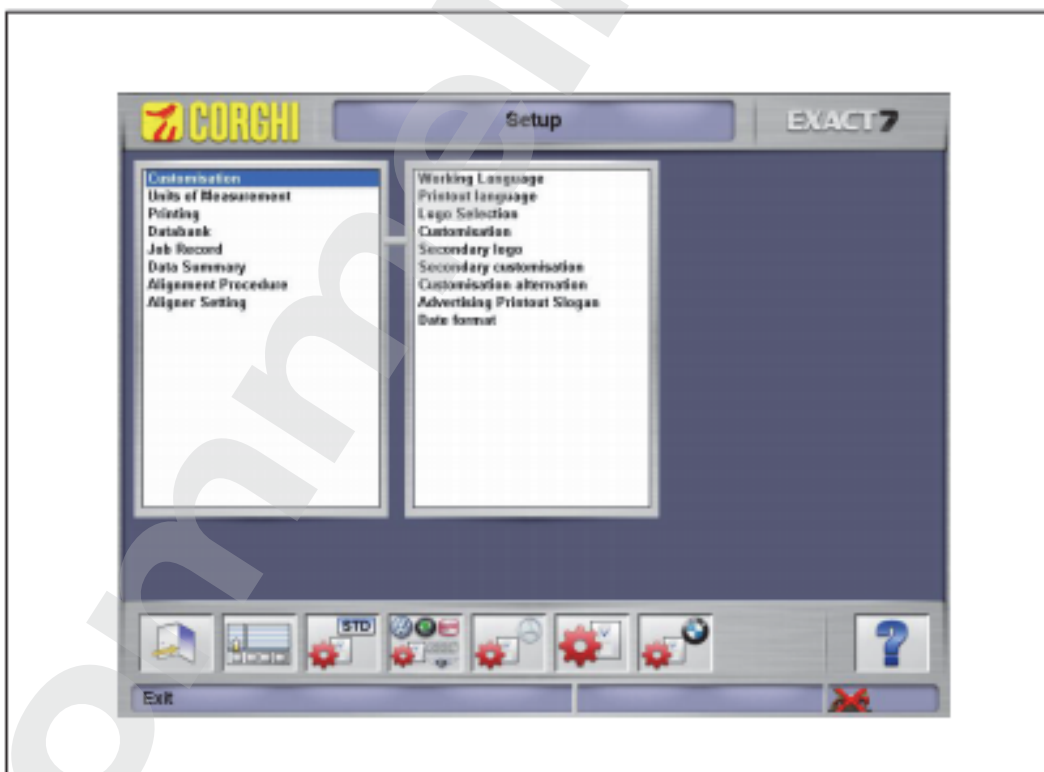 CORGHI
Setup
EXACT7
Customisation
Units of Measurement
Printing
Databank
Job Record
Data Summary
Alignment Procedure
Aligner Setting
Working Language
Printout language
Logo Selection
Customisation
Secondary logo
Secondary customisation
Customisation alternation
Advertising Printout Slogan
Date format
STD
?
Exit